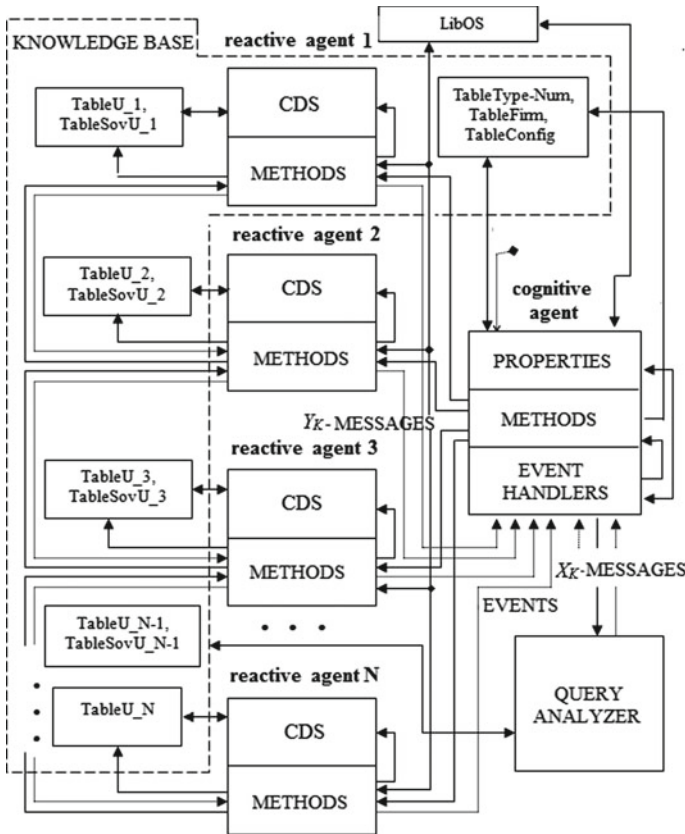 LibOS
KNOWLEDGE BASE
reactive agent 1
TableU_1,
TableSovU_1
CDS
METHODS
TableType-Num,
TableFirm,
TableConfig
reactive agent 2
TableU_2,
TableSovU_2
CDS
METHODS
cognitive
agent
PROPERTIES
METHODS
EVENT
HANDLERS
YK- MESSAGES
reactive agent 3
TableU_3,
TableSovU_3
CDS
METHODS
XK-MESSAGES
EVENTS
TableU_N-1,
TableSovU_N-1
• • •
reactive agent N
TableU_N
CDS
METHODS
QUERY
ANALYZER